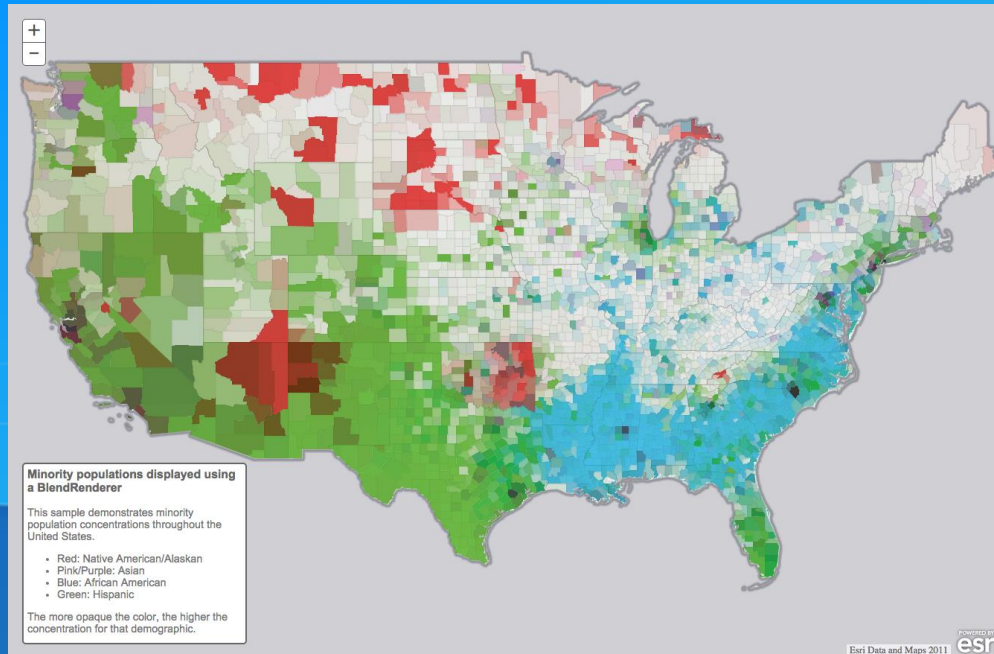 +
−
Minority populations displayed using
a BlendRenderer
This sample demonstrates minority
population concentrations throughout the
United States.
• Red: Native American/Alaskan
• Pink/Purple: Asian
• Blue: African American
• Green: Hispanic
The more opaque the color, the higher the
concentration for that demographic.
POWERED BY
esri
Esri Data and Maps 2011